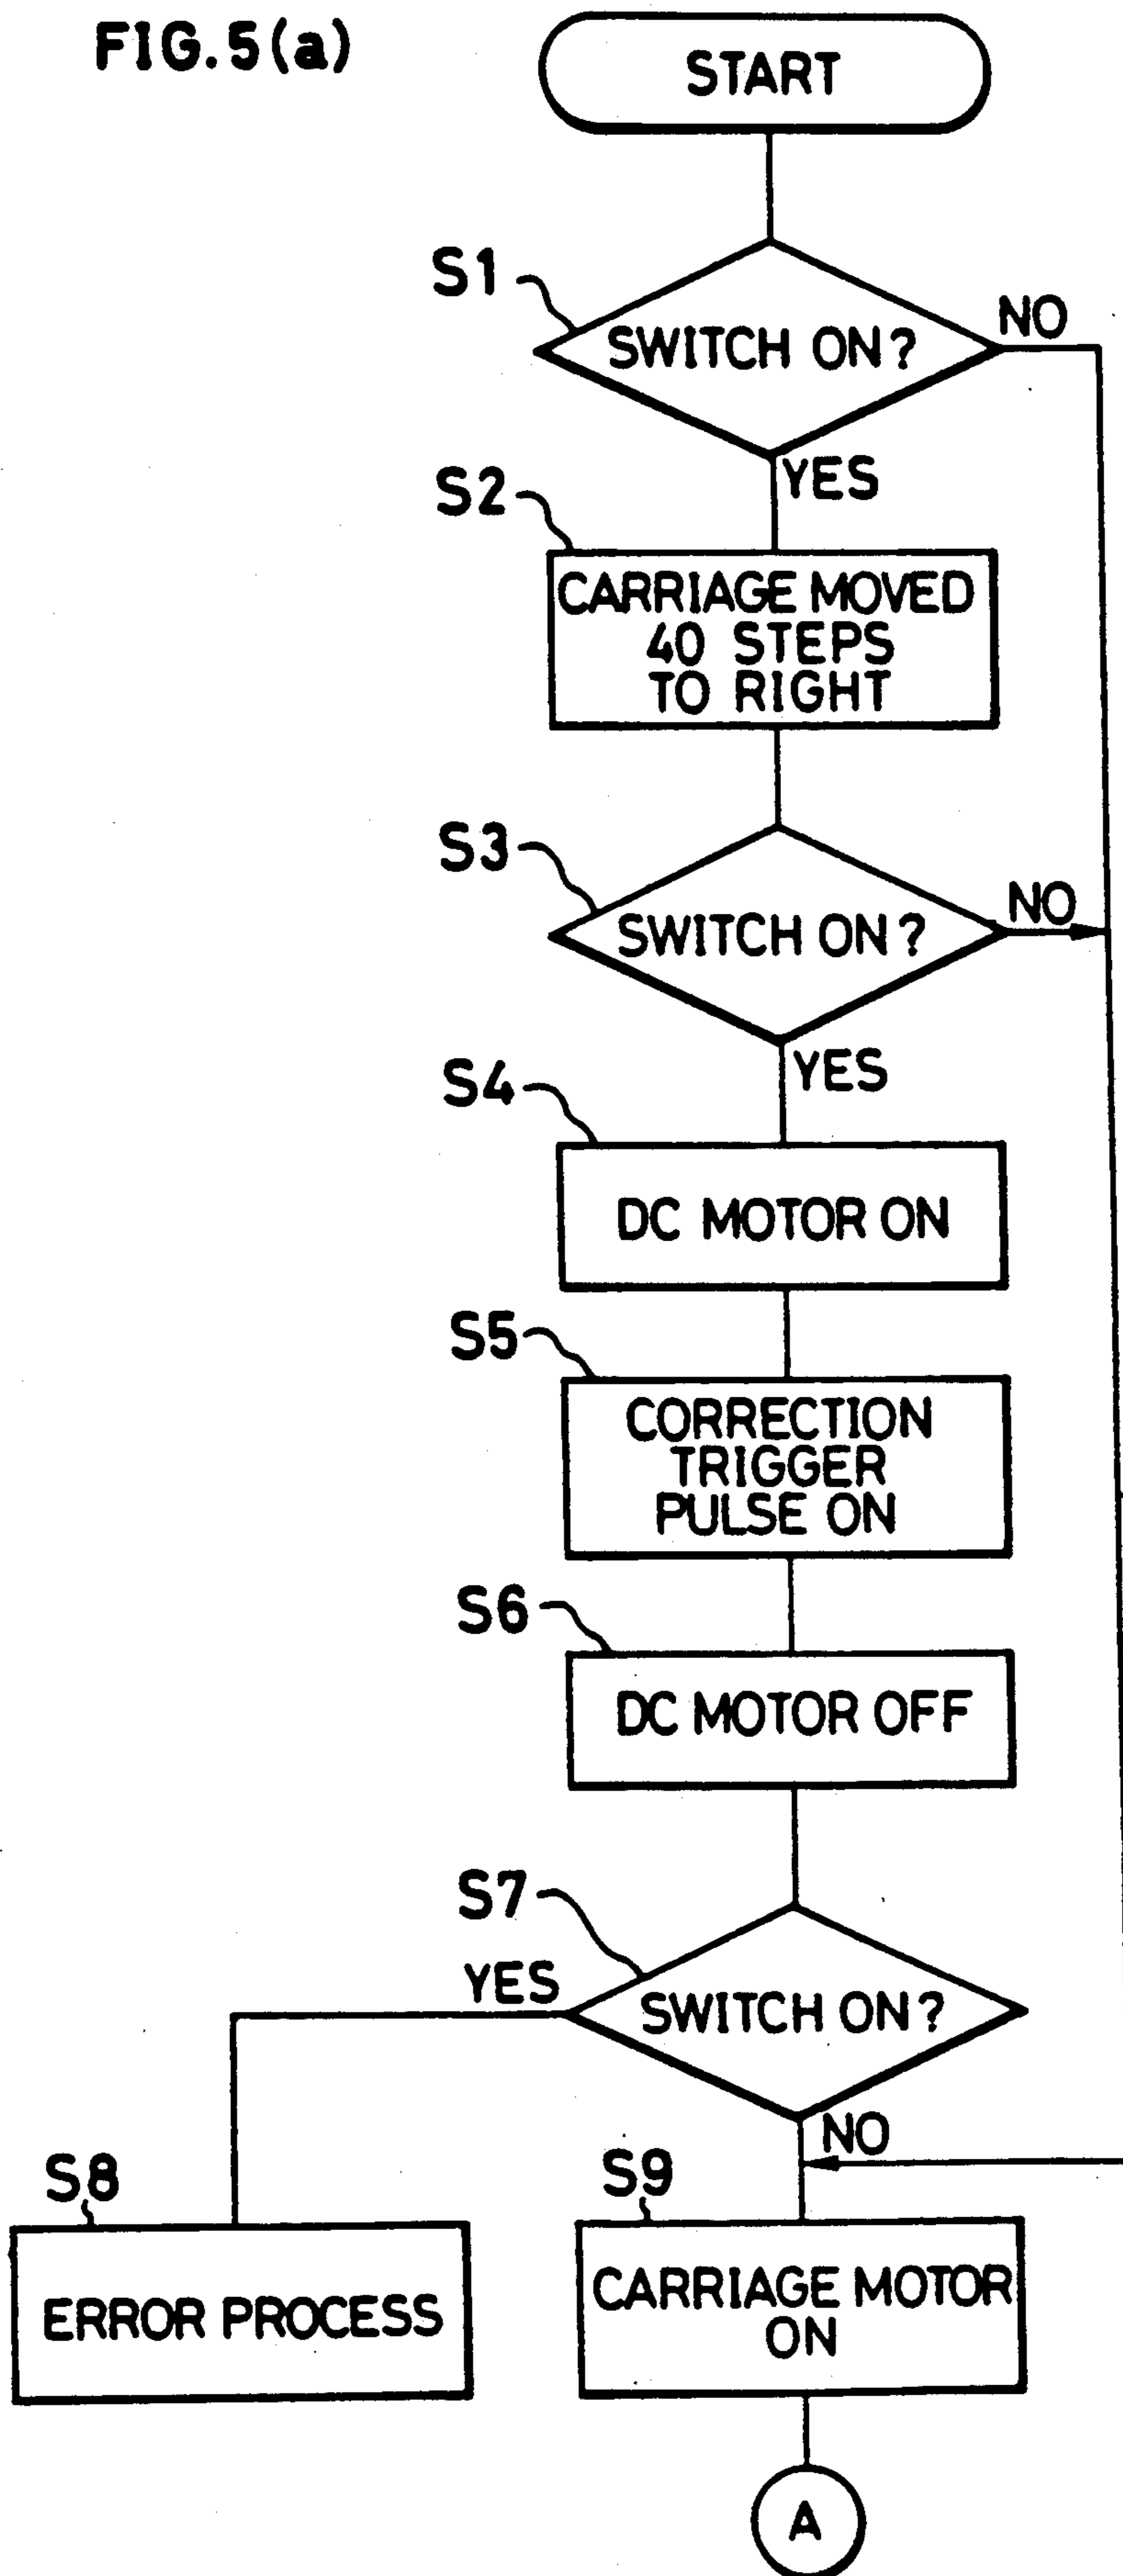 FIG. 5(a)
START
S1
SWITCH ON?
NO
YES
S2
CARRIAGE MOVED
40 STEPS
TO RIGHT
S3
SWITCH ON?
NO
YES
S4
DC MOTOR ON
S5
CORRECTION
TRIGGER
PULSE ON
S6
DC MOTOR OFF
S7
YES
SWITCH ON?
NO
S8
ERROR PROCESS
S9
CARRIAGE MOTOR
ON
A